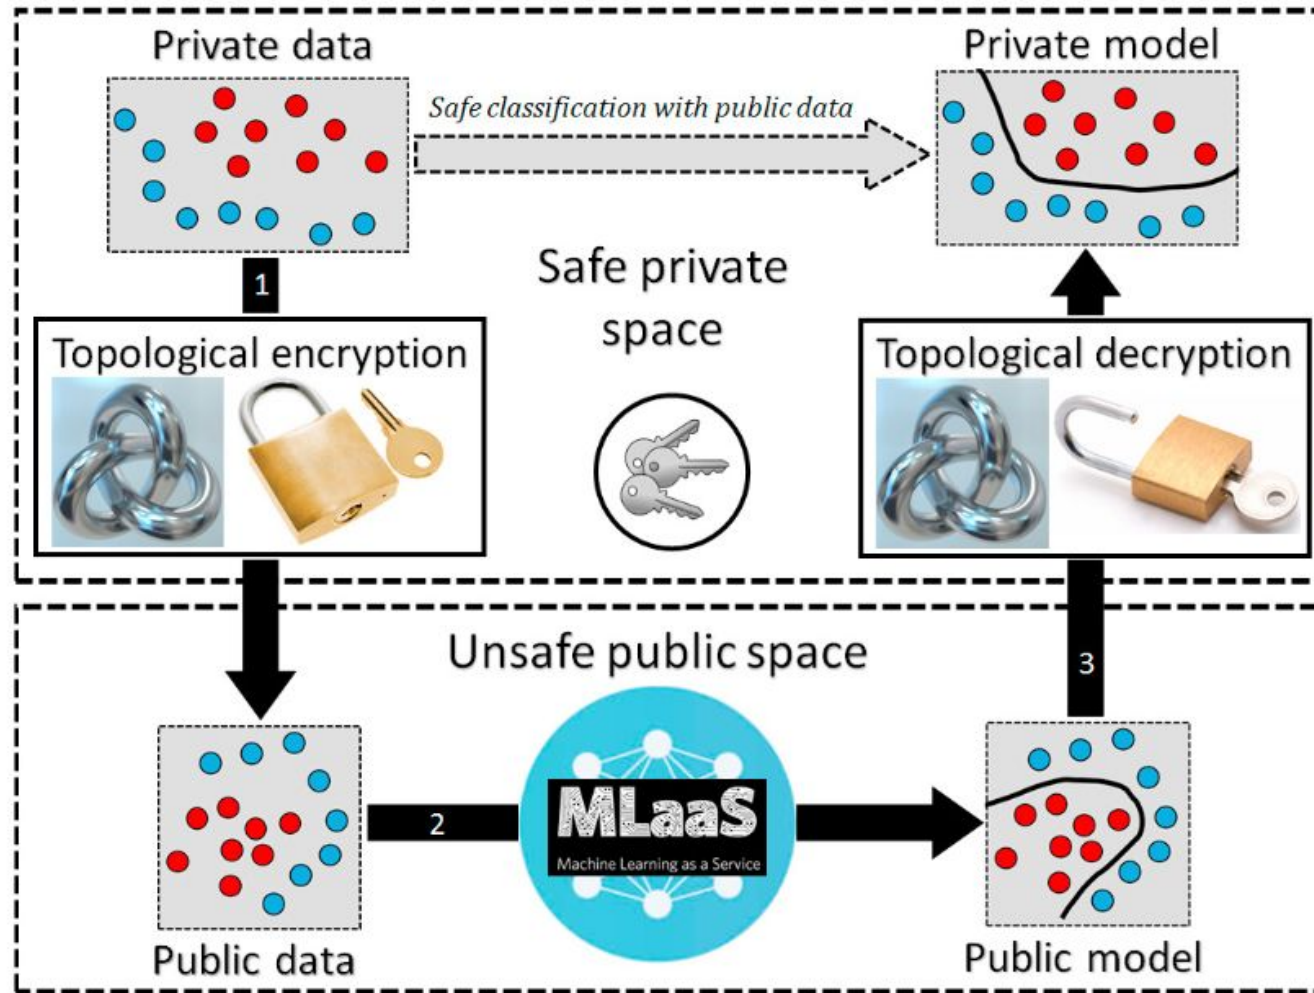 Private data
Private model
Safe classification with public data
1
Safe private
space
Topological encryption
Topological decryption
Unsafe public space
3
2
MLaaS
Machine Learning as a Service
Public data
Public model